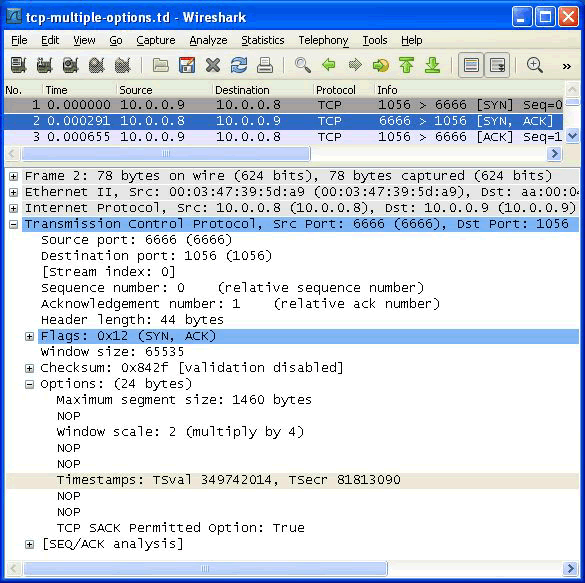 tcp-multiple-options.td - Wireshark
File Edit View Go Capture Analyze Statistics Telephony Tools Help
»
No. Time Source Destination Protocol Info
1 0.000000 10.0.0.9 10.0.0.8 TCP 1056 > 6666 [SYN] Seq=0
2 0.000291 10.0.0.8 10.0.0.9 TCP 6666 > 1056 [SYN, ACK]
3 0.000655 10.0.0.9 10.0.0.8 TCP 1056 > 6666 [ACK] Seq=1
Frame 2: 78 bytes on wire (624 bits), 78 bytes captured (624 bits)
Ethernet II, Src: 00:03:47:39:5d:a9 (00:03:47:39:5d:a9), Dst: aa:00:04
Internet Protocol, Src: 10.0.0.8 (10.0.0.8), Dst: 10.0.0.9 (10.0.0.9)
Transmission Control Protocol, Src Port: 6666 (6666), Dst Port: 1056
Source port: 6666 (6666)
Destination port: 1056 (1056)
[Stream index: 0]
Sequence number: 0 (relative sequence number)
Acknowledgement number: 1 (relative ack number)
Header length: 44 bytes
Flags: 0x12 (SYN, ACK)
Window size: 65535
Checksum: 0x842f [validation disabled]
Options: (24 bytes)
Maximum segment size: 1460 bytes
NOP
Window scale: 2 (multiply by 4)
NOP
NOP
Timestamps: TSval 349742014, TSecr 81813090
NOP
NOP
TCP SACK Permitted Option: True
[SEQ/ACK analysis]